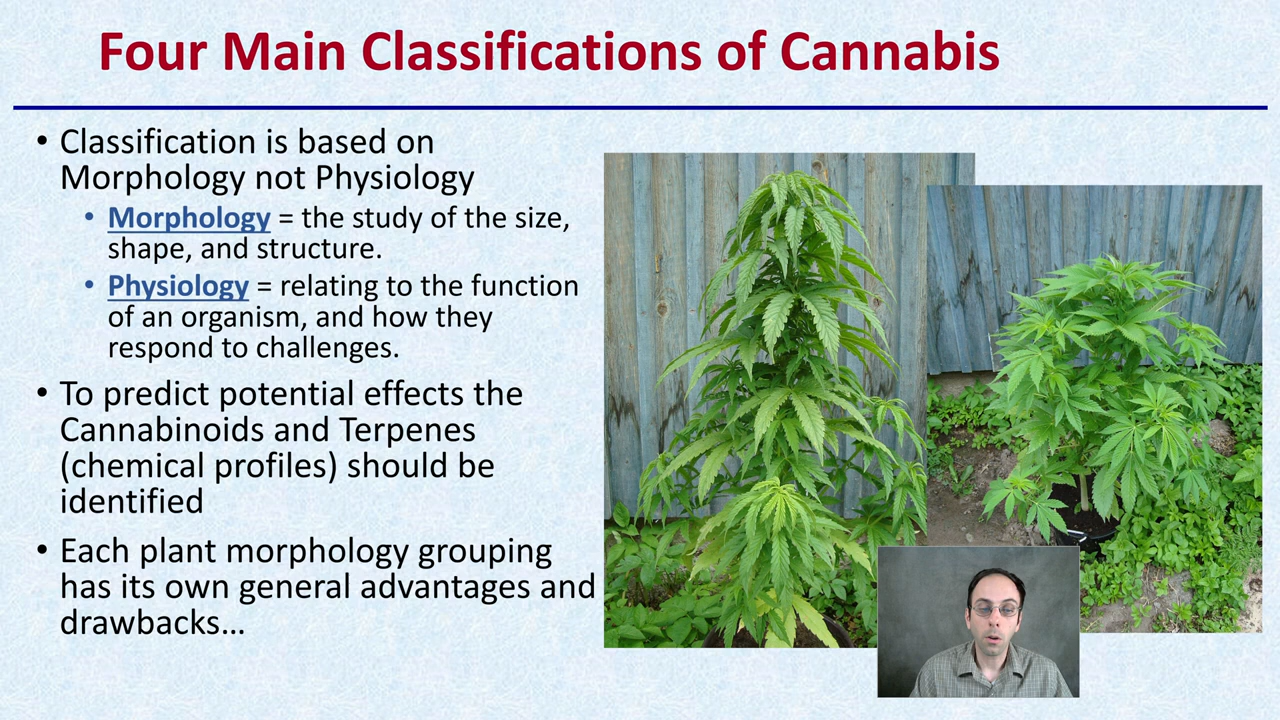 Four Main Classifications of Cannabis
• Classification is based on
Morphology not Physiology
• Morphology = the study of the size,
shape, and structure.
• Physiology = relating to the function
of an organism, and how they
respond to challenges.
• To predict potential effects the
Cannabinoids and Terpenes
(chemical profiles) should be
identified
• Each plant morphology grouping
has its own general advantages and
drawbacks…